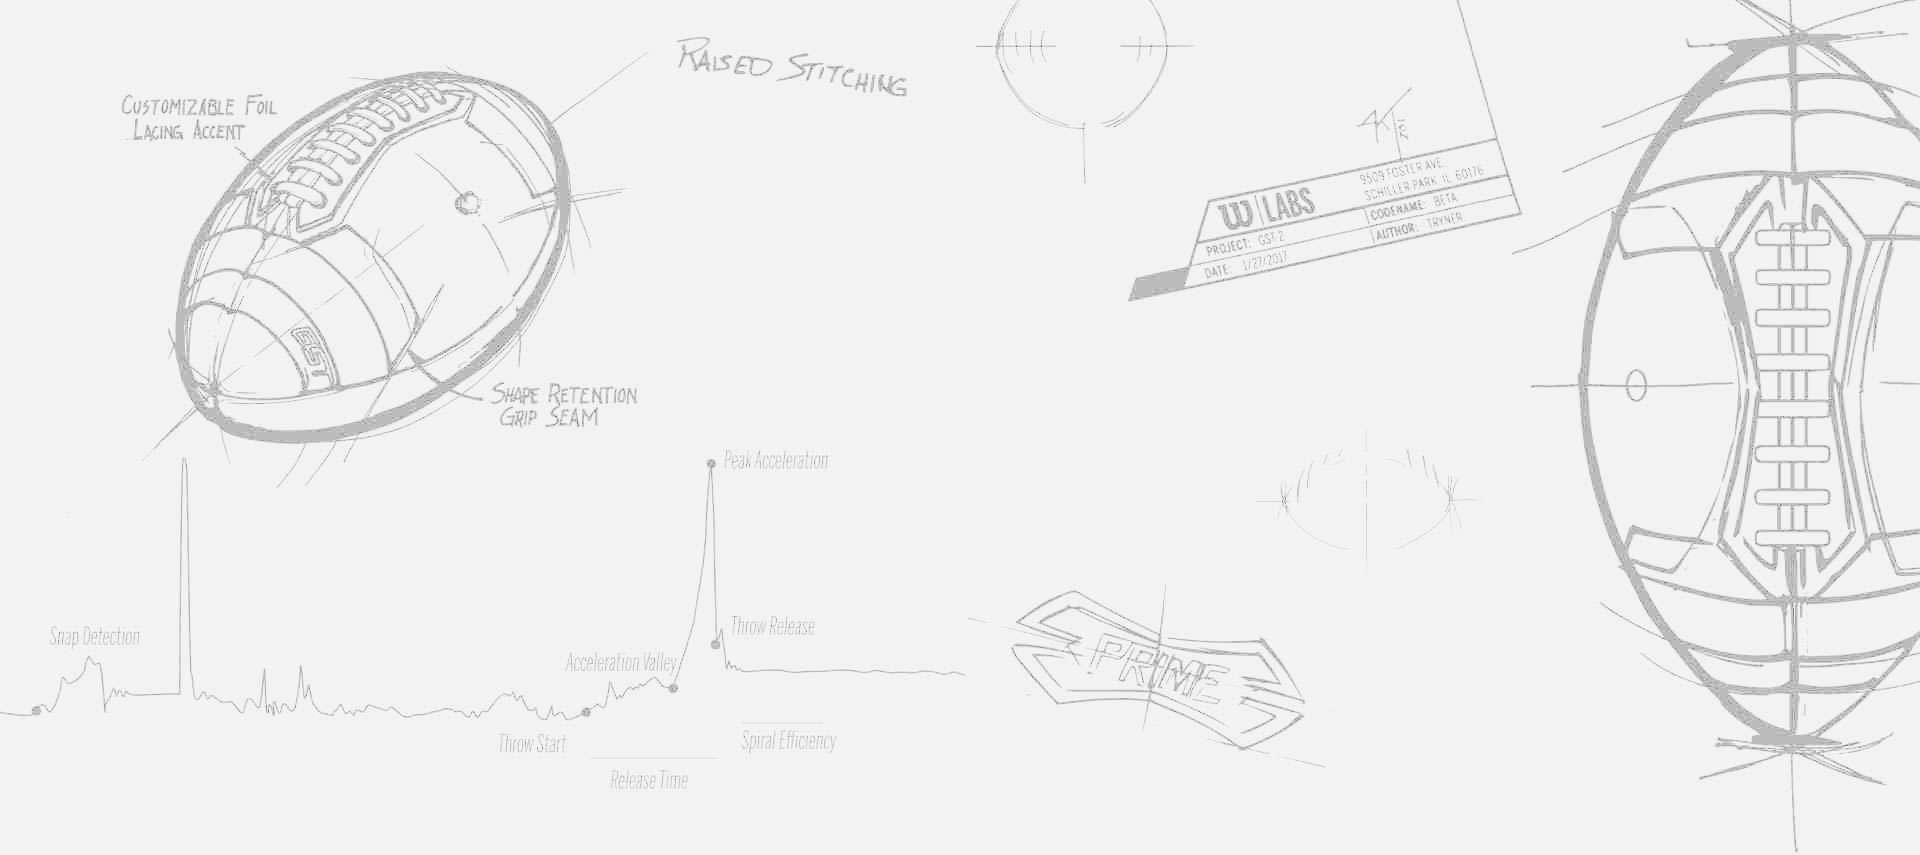 RAISED STITCHING
CUSTOMIZABLE FOIL
LACING ACCENT
GST
SHAPE RETENTION
GRIP SEAM
W LABS
9509 FOSTER AVE.
SCHILLER PARK, IL 60176
PROJECT: GST 2
CODENAME: BETA
DATE: 1/27/2017
AUTHOR: TRYNER
Peak Acceleration
Snap Detection
Throw Release
Acceleration Valley
Throw Start
Spiral Efficiency
Release Time
PRIME